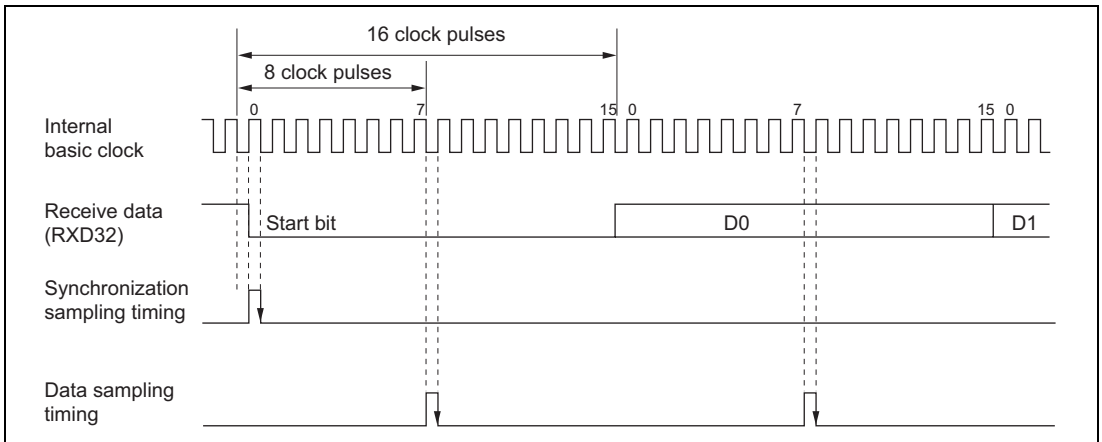 16 clock pulses
8 clock pulses
0 7 15 0 7 15 0
Internal
basic clock
Receive data
(RXD32)
Start bit D0 D1
Synchronization
sampling timing
Data sampling
timing